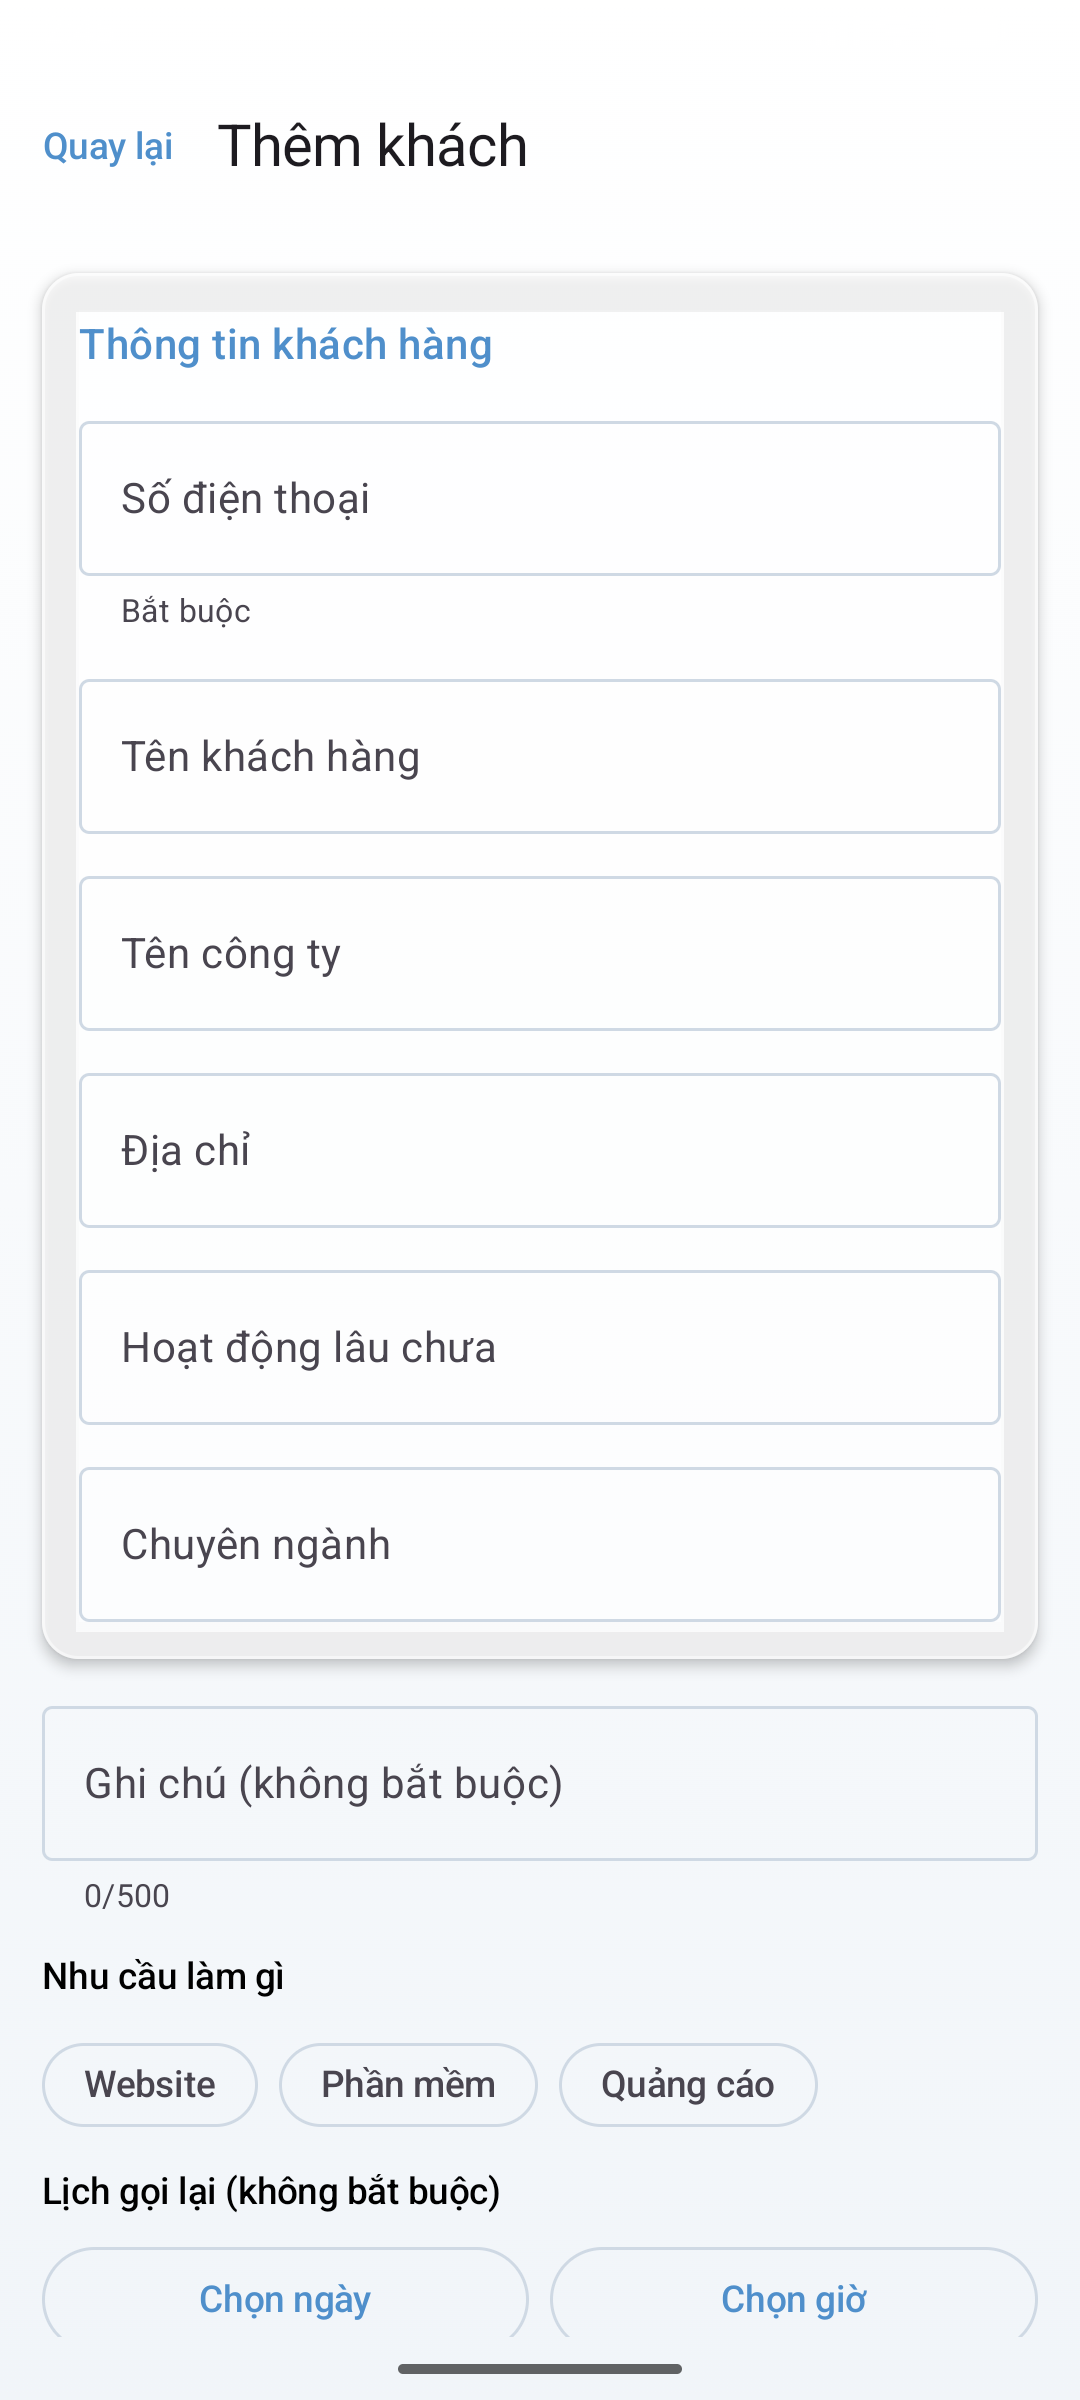 Quay lại Thêm khách
Thông tin khách hàng
Số điện thoại
Bắt buộc
Tên khách hàng
Tên công ty
Địa chỉ
Hoạt động lâu chưa
Chuyên ngành
Ghi chú (không bắt buộc)
0/500
Nhu cầu làm gì
Website Phần mềm Quảng cáo
Lịch gọi lại (không bắt buộc)
Chọn ngày Chọn giờ